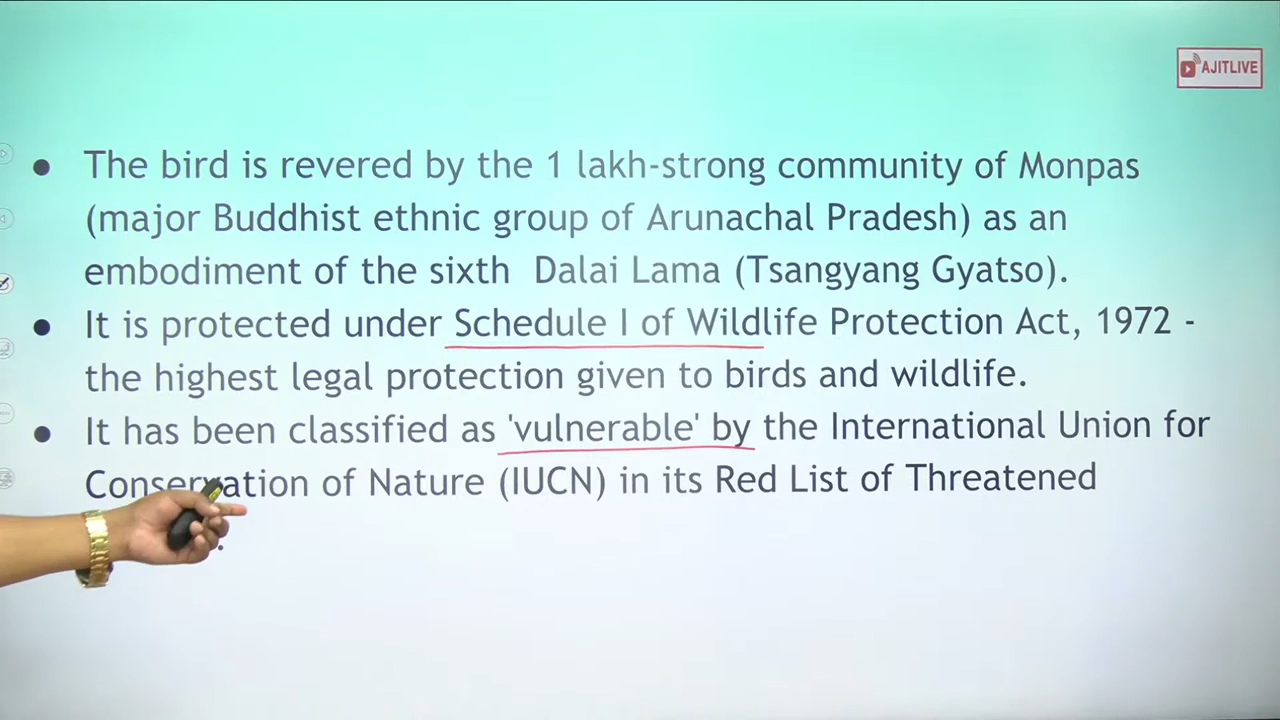 AJITLIVE
● The bird is revered by the 1 lakh-strong community of Monpas
(major Buddhist ethnic group of Arunachal Pradesh) as an
embodiment of the sixth Dalai Lama (Tsangyang Gyatso).
● It is protected under Schedule I of Wildlife Protection Act, 1972 -
the highest legal protection given to birds and wildlife.
● It has been classified as 'vulnerable' by the International Union for
Conservation of Nature (IUCN) in its Red List of Threatened